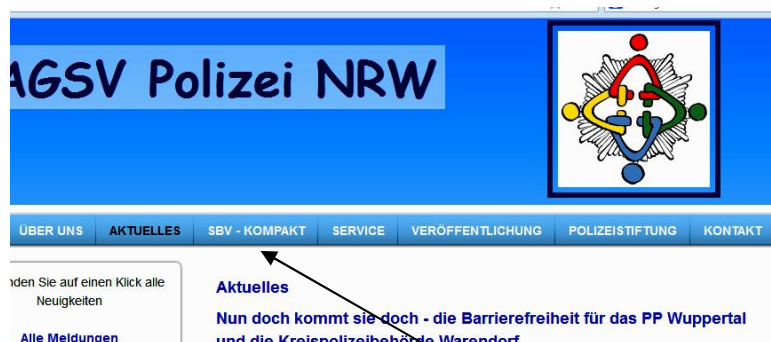 AGSV Polizei NRW
ÜBER UNS AKTUELLES SBV - KOMPAKT SERVICE VERÖFFENTLICHUNG POLIZEISTIFTUNG KONTAKT
nden Sie auf einen Klick alle
Neuigkeiten
Alle Meldungen
Aktuelles
Nun doch kommt sie doch - die Barrierefreiheit für das PP Wuppertal
und die Kreispolizeibehörde Warendorf